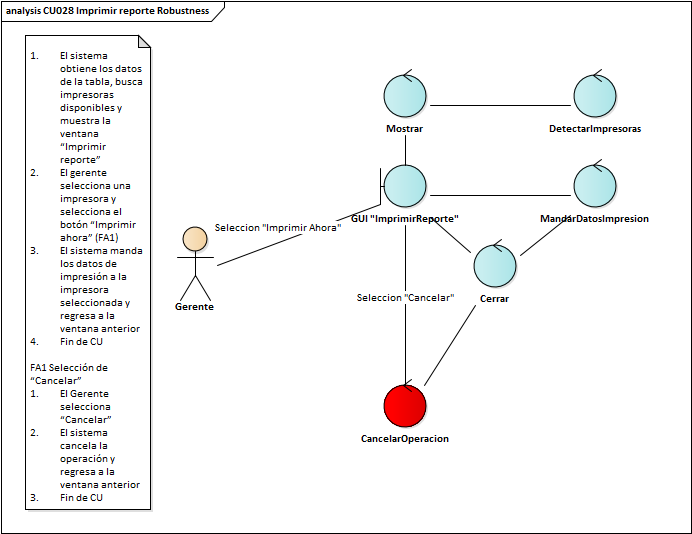 analysis CU028 Imprimir reporte Robustness
1. El sistema
obtiene los datos
de la tabla, busca
impresoras
disponibles y
muestra la
ventana
“Imprimir
reporte”
2. El gerente
selecciona una
impresora y
selecciona el
botón “Imprimir
ahora” (FA1)
3. El sistema manda
los datos de
impresión a la
impresora
seleccionada y
regresa a la
ventana anterior
4. Fin de CU
FA1 Selección de
“Cancelar”
1. El Gerente
selecciona
“Cancelar”
2. El sistema
cancela la
operación y
regresa a la
ventana anterior
3. Fin de CU
Mostrar
DetectarImpresoras
GUI "ImprimirReporte"
MandarDatosImpresion
Seleccion "Imprimir Ahora"
Gerente
Cerrar
Seleccion "Cancelar"
CancelarOperacion